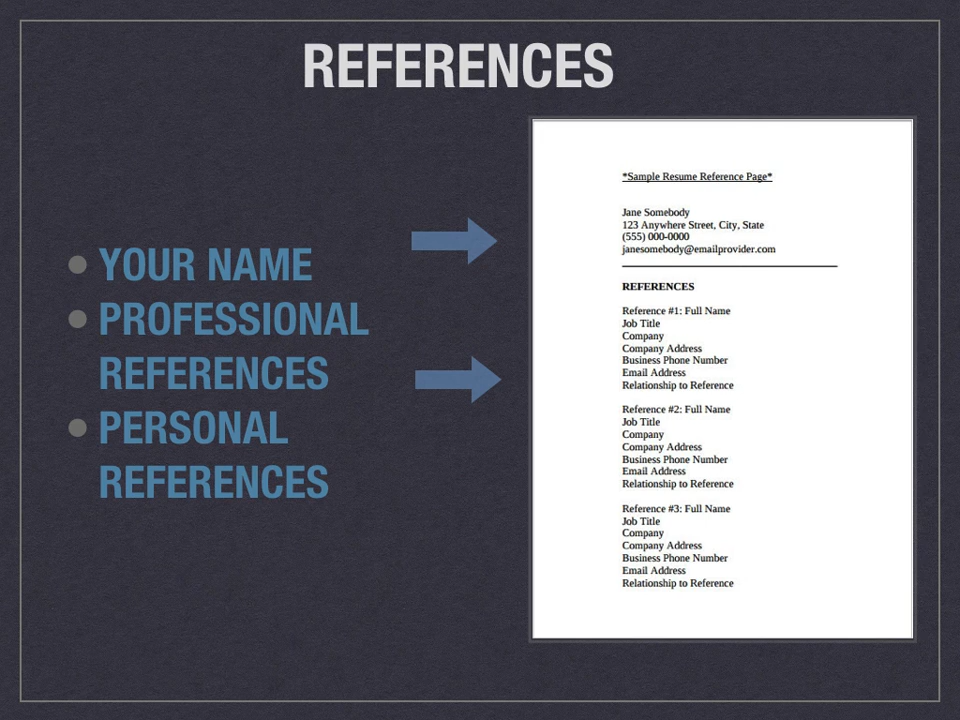 REFERENCES
YOUR NAME
PROFESSIONAL
REFERENCES
PERSONAL
REFERENCES
*Sample Resume Reference Page*
Jane Somebody
123 Anywhere Street, City, State
(555) 000-0000
janesomebody@emailprovider.com
REFERENCES
Reference #1: Full Name
Job Title
Company
Company Address
Business Phone Number
Email Address
Relationship to Reference
Reference #2: Full Name
Job Title
Company
Company Address
Business Phone Number
Email Address
Relationship to Reference
Reference #3: Full Name
Job Title
Company
Company Address
Business Phone Number
Email Address
Relationship to Reference